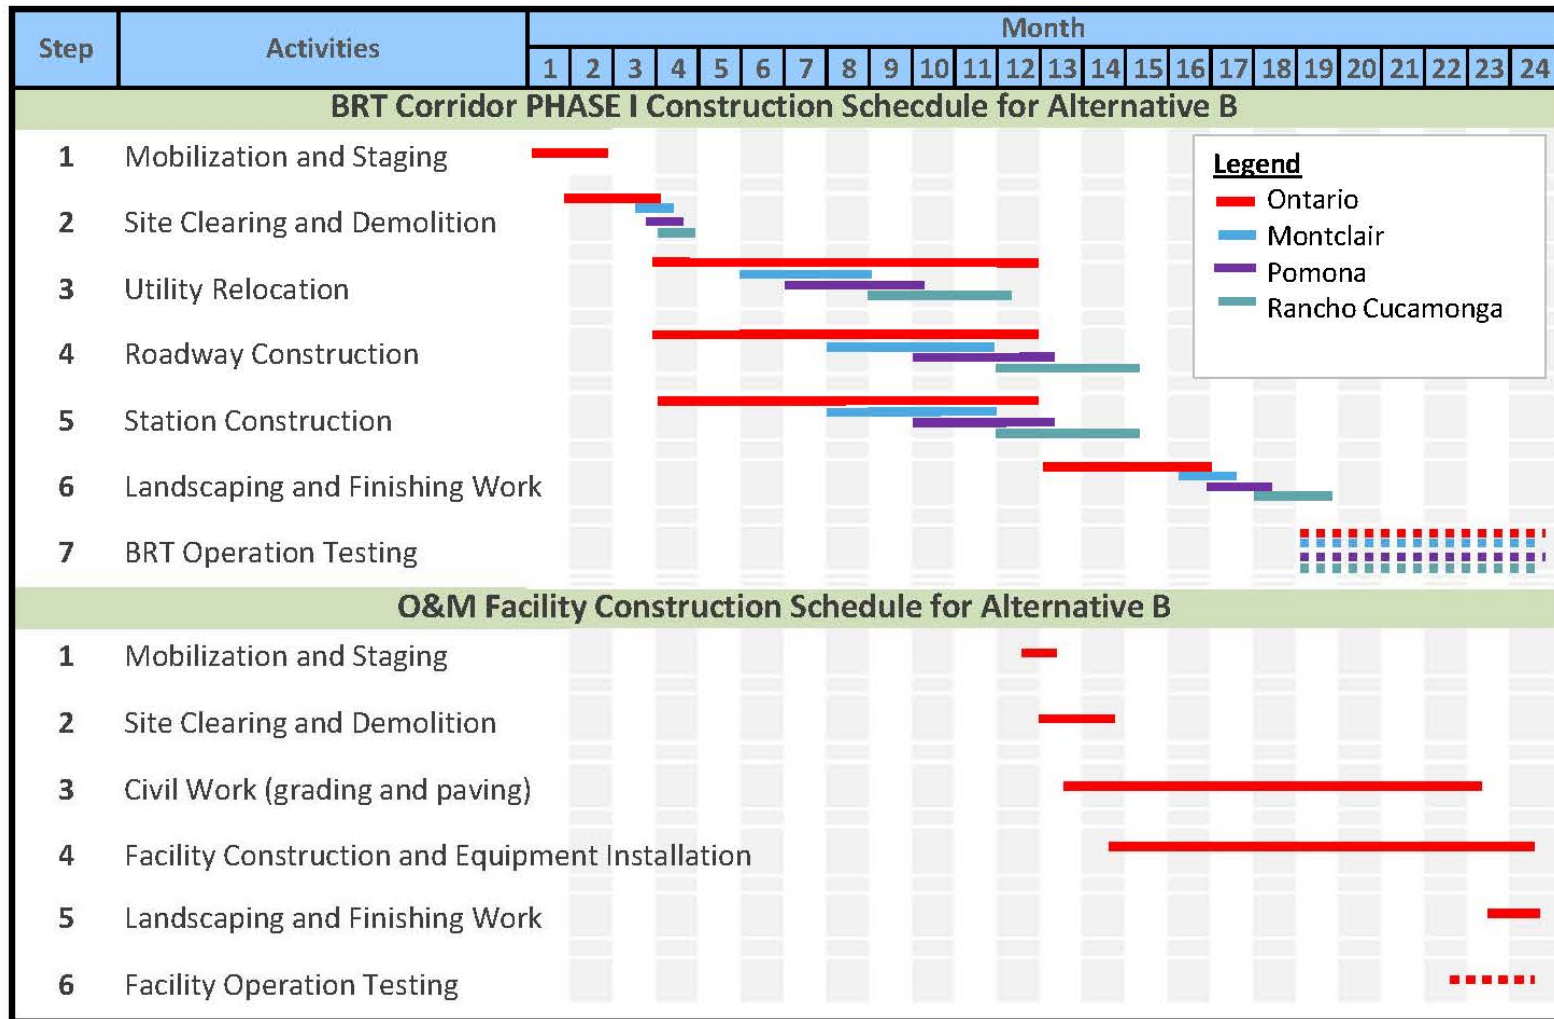 Step Activities Month
1 2 3 4 5 6 7 8 9 10 11 12 13 14 15 16 17 18 19 20 21 22 23 24
BRT Corridor PHASE I Construction Schecdule for Alternative B
1 Mobilization and Staging
2 Site Clearing and Demolition
3 Utility Relocation
4 Roadway Construction
5 Station Construction
6 Landscaping and Finishing Work
7 BRT Operation Testing
Legend
Ontario
Montclair
Pomona
Rancho Cucamonga
O&M Facility Construction Schedule for Alternative B
1 Mobilization and Staging
2 Site Clearing and Demolition
3 Civil Work (grading and paving)
4 Facility Construction and Equipment Installation
5 Landscaping and Finishing Work
6 Facility Operation Testing